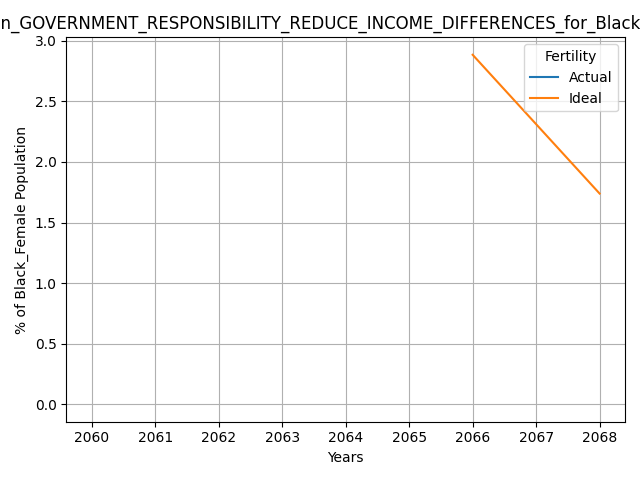 n_GOVERNMENT_RESPONSIBILITY_REDUCE_INCOME_DIFFERENCES_for_Black
3.0
2.5
2.0
1.5
1.0
0.5
0.0
% of Black_Female Population
Fertility
Actual
Ideal
2060 2061 2062 2063 2064 2065 2066 2067 2068
Years